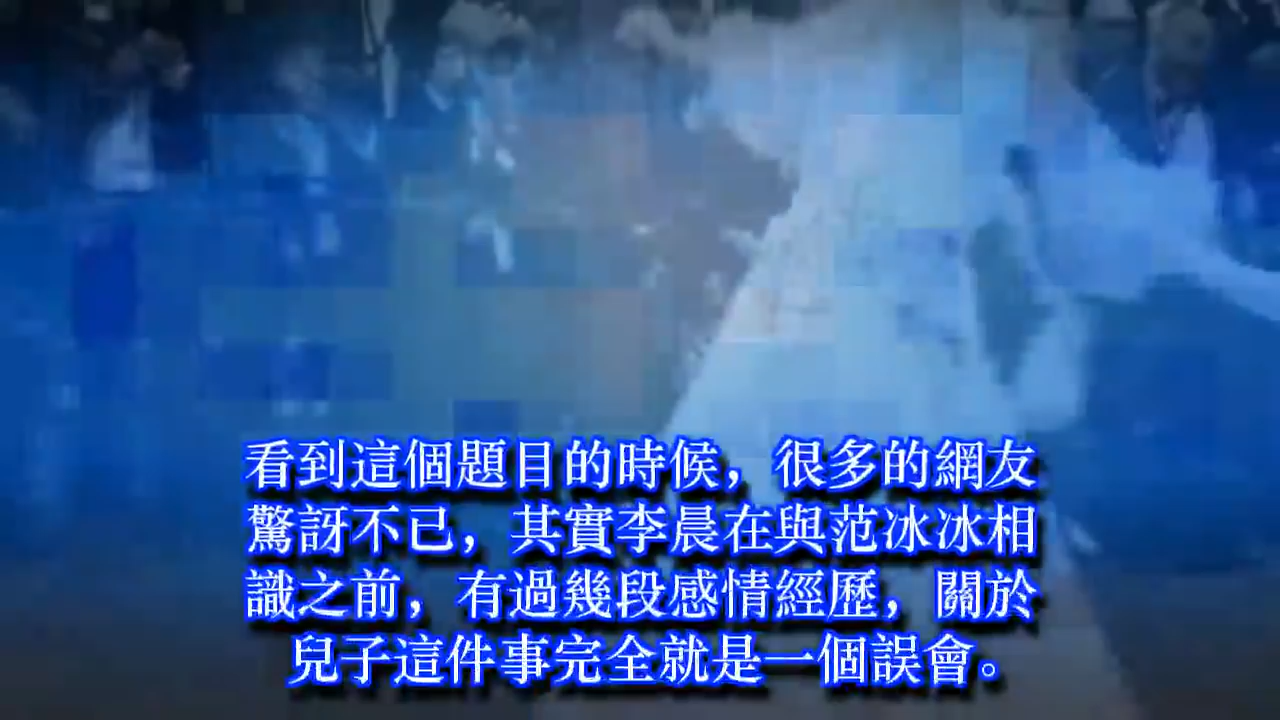 看到這個題目的時候，很多的網友
驚訝不已，其實李晨在與范冰冰相
識之前，有過幾段感情經歷，關於
兒子這件事完全就是一個誤會。